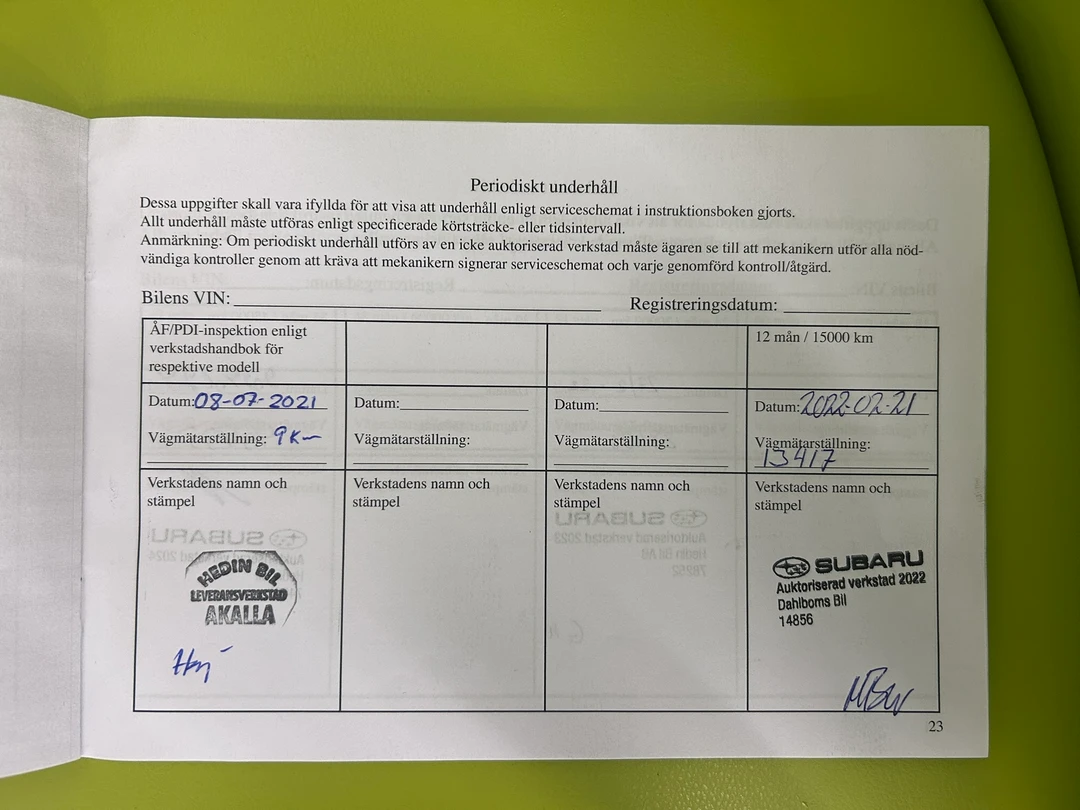 Periodiskt underhåll
Dessa uppgifter skall vara ifyllda för att visa att underhåll enligt serviceschemat i instruktionsboken gjorts.
Allt underhåll måste utföras enligt specificerade körtsträcke- eller tidsintervall.
Anmärkning: Om periodiskt underhåll utförs av en icke auktoriserad verkstad måste ägaren se till att mekanikern utför alla nöd-
vändiga kontroller genom att kräva att mekanikern signerar serviceschemat och varje genomförd kontroll/åtgärd.
Bilens VIN: Registreringsdatum:
ÅF/PDI-inspektion enligt
verkstadshandbok för
respektive modell
Datum: 08-07-2021
Vägmätarställning: 9 Km
Verkstadens namn och
stämpel
HEDIN BIL
LEVERANSVERKSTAD
AKALLA
Datum:
Vägmätarställning:
Verkstadens namn och
stämpel
Datum:
Vägmätarställning:
Verkstadens namn och
stämpel
12 mån / 15000 km
Datum: 2022-02-21
Vägmätarställning:
13417
Verkstadens namn och
stämpel
SUBARU
Auktoriserad verkstad 2022
Dahlboms Bil
14856
23